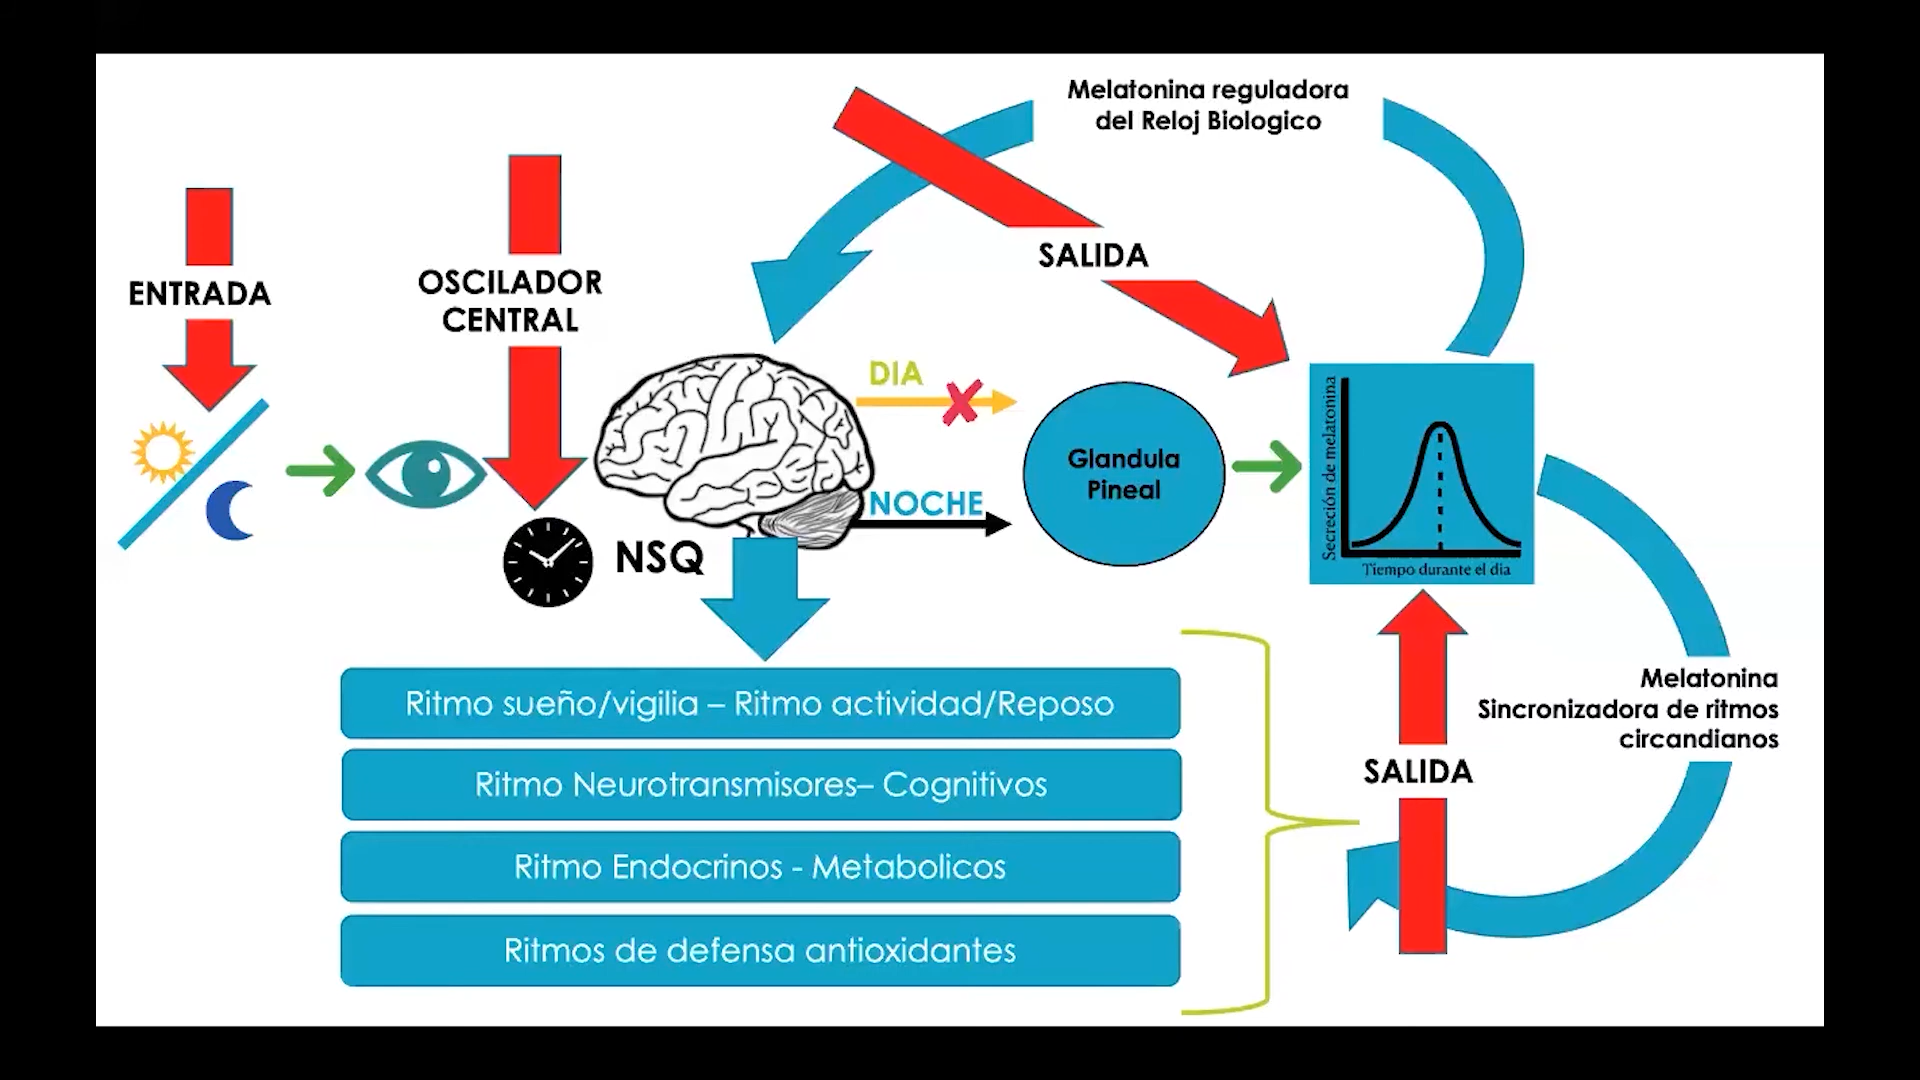 Melatonina reguladora
del Reloj Biologico
SALIDA
ENTRADA
OSCILADOR
CENTRAL
DIA
NOCHE
NSQ
Glandula
Pineal
Secreción de melatonina
Tiempo durante el dia
Ritmo sueño/vigilia – Ritmo actividad/Reposo
Ritmo Neurotransmisores– Cognitivos
Ritmo Endocrinos - Metabolicos
Ritmos de defensa antioxidantes
Melatonina
Sincronizadora de ritmos
circandianos
SALIDA